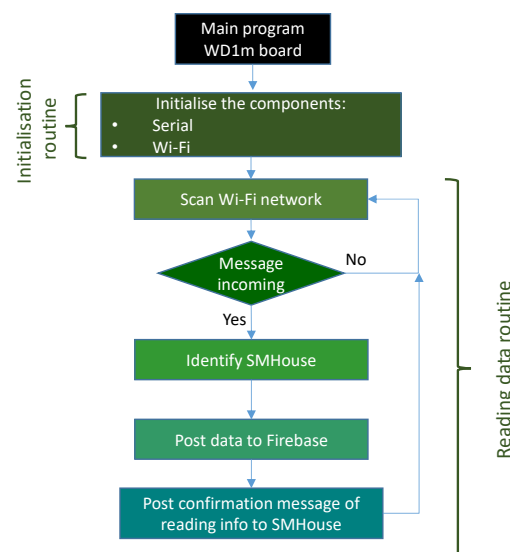 Main program
WD1m board
Initialisation
routine
Initialise the components:
• Serial
• Wi-Fi
Scan Wi-Fi network
Message
incoming
No
Yes
Identify SMHouse
Post data to Firebase
Post confirmation message of
reading info to SMHouse
Reading data routine